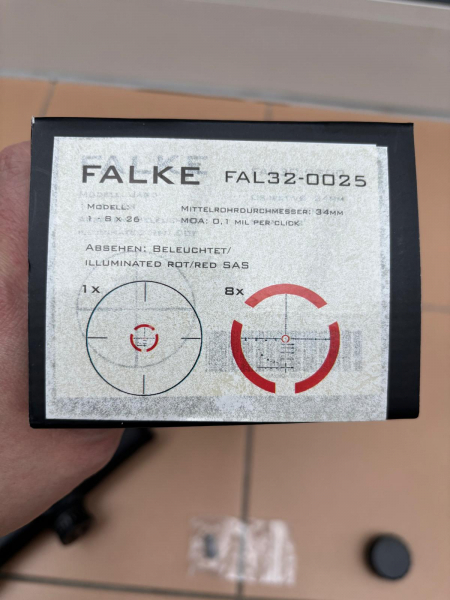 FALKE FAL32-0025
Modell: Mittelrohrdurchmesser: 34mm
1 - 8 x 26 MOA: 0,1 mil per click
Absehen: Beleuchtet/
illuminated rot/red SAS
1x 8x